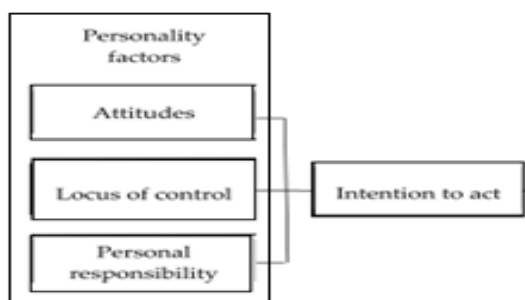 Personality
factors
Attitudes
Locus of control
Intention to act
Personal
responsibility